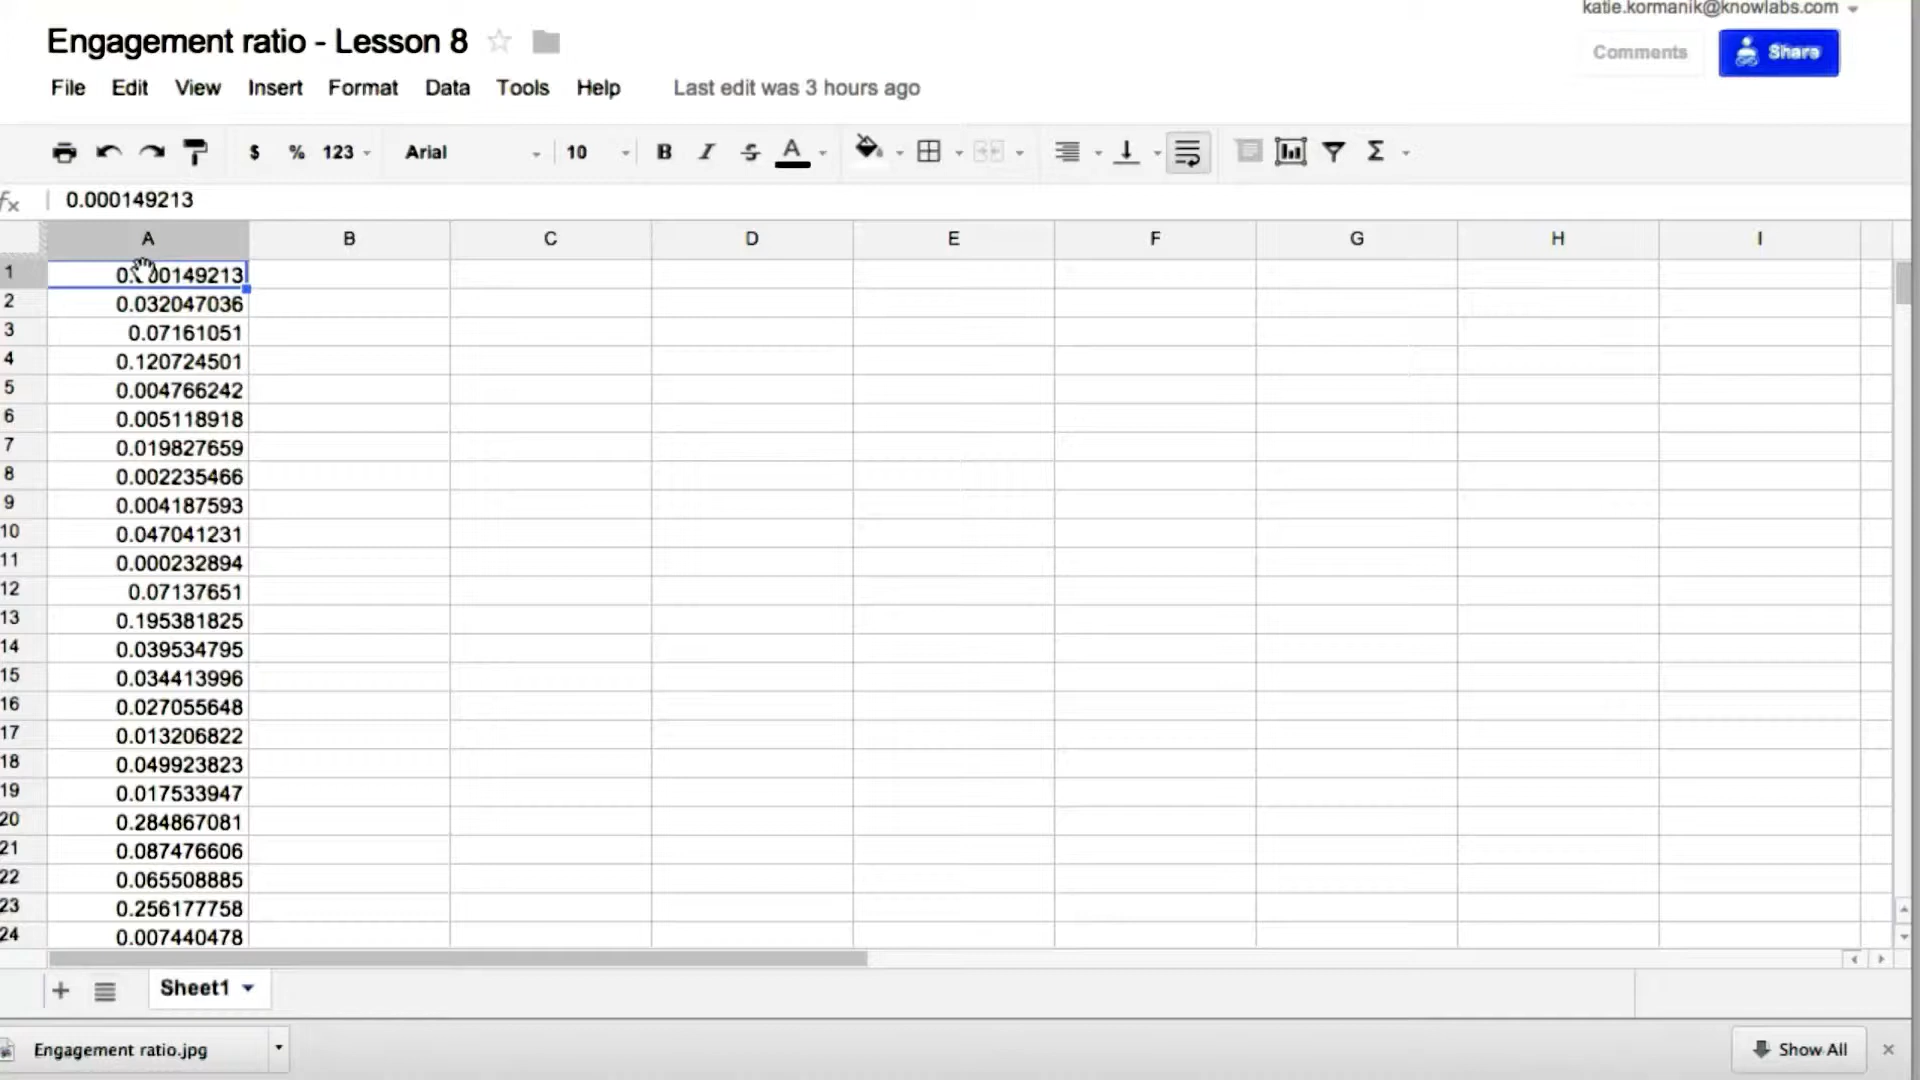 katie.kormanik@knowlabs.com
Engagement ratio - Lesson 8
Comments
Share
File Edit View Insert Format Data Tools Help Last edit was 3 hours ago
$ % 123 Arial 10 B I S A Σ
fx 0.000149213
A B C D E F G H I
1 0.000149213
2 0.032047036
3 0.07161051
4 0.120724501
5 0.004766242
6 0.005118918
7 0.019827659
8 0.002235466
9 0.004187593
10 0.047041231
11 0.000232894
12 0.07137651
13 0.195381825
14 0.039534795
15 0.034413996
16 0.027055648
17 0.013206822
18 0.049923823
19 0.017533947
20 0.284867081
21 0.087476606
22 0.065508885
23 0.256177758
24 0.007440478
Sheet1
Engagement ratio.jpg
Show All